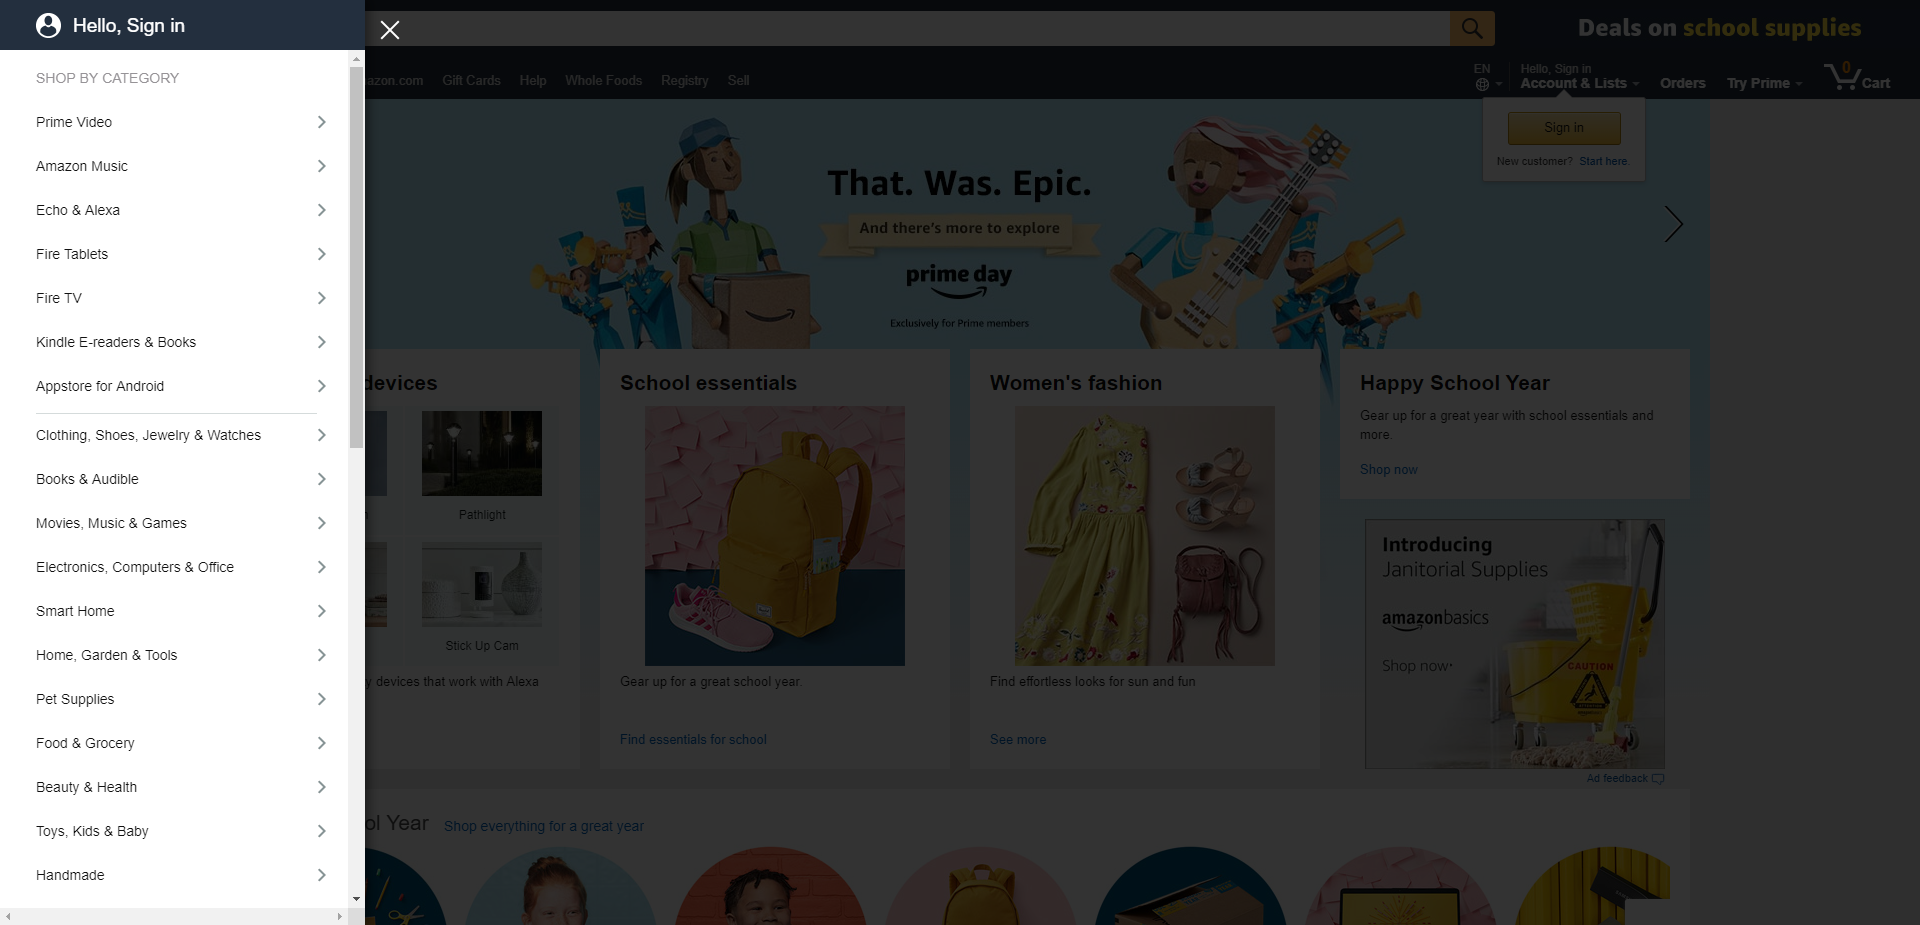 Hello, Sign in
SHOP BY CATEGORY
Prime Video
Amazon Music
Echo & Alexa
Fire Tablets
Fire TV
Kindle E-readers & Books
Appstore for Android
Clothing, Shoes, Jewelry & Watches
Books & Audible
Movies, Music & Games
Electronics, Computers & Office
Smart Home
Home, Garden & Tools
Pet Supplies
Food & Grocery
Beauty & Health
Toys, Kids & Baby
Handmade
Deals on school supplies
azon.com Gift Cards Help Whole Foods Registry Sell
EN
Hello, Sign in
Account & Lists
Orders
Try Prime
0
Cart
Sign in
New customer? Start here.
That. Was. Epic.
And there's more to explore
prime day
Exclusively for Prime members
devices
Pathlight
Stick Up Cam
devices that work with Alexa
School essentials
Gear up for a great school year.
Find essentials for school
Women's fashion
Find effortless looks for sun and fun
See more
Happy School Year
Gear up for a great year with school essentials and
more.
Shop now
Introducing
Janitorial Supplies
amazonbasics
Shop now
CAUTION
Ad feedback
ol Year Shop everything for a great year